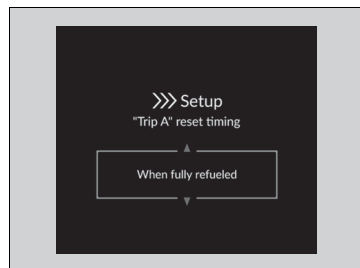 >>> Setup
"Trip A" reset timing
When fully refueled